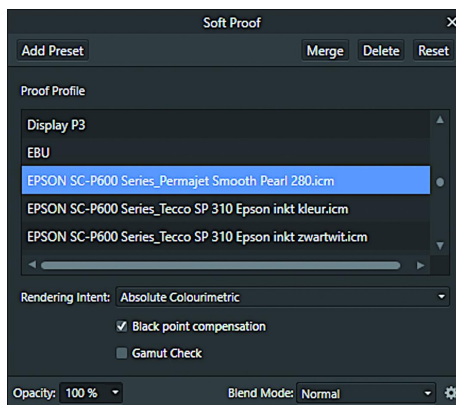 Soft Proof
Add Preset Merge Delete Reset
Proof Profile
Display P3
EBU
EPSON SC-P600 Series_Permajet Smooth Pearl 280.icm
EPSON SC-P600 Series_Tecco SP 310 Epson inkt kleur.icm
EPSON SC-P600 Series_Tecco SP 310 Epson inkt zwartwit.icm
Rendering Intent: Absolute Colourimetric
Black point compensation
Gamut Check
Opacity: 100 % Blend Mode: Normal